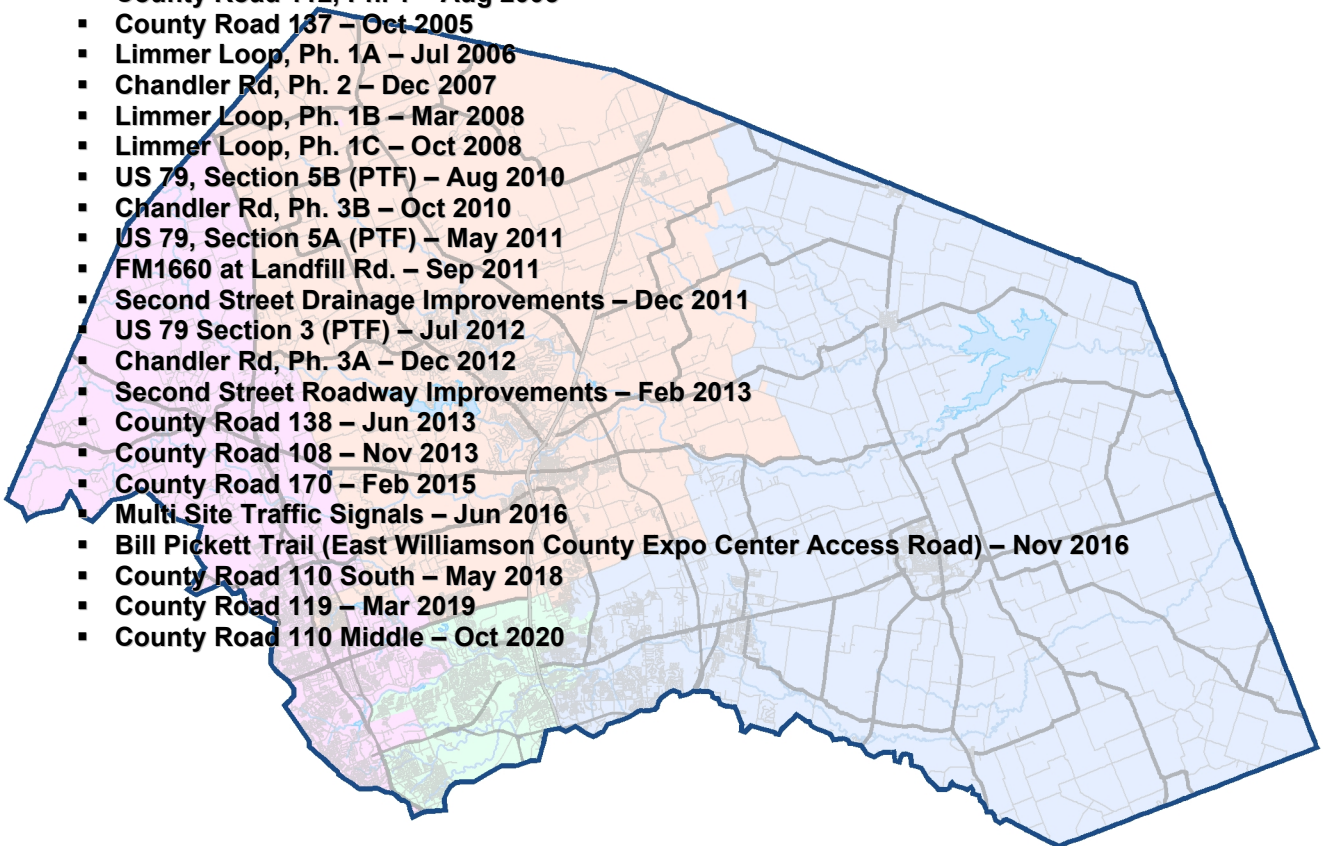 ▪ County Road 112, Ph. 1 – Aug
▪ County Road 137 – Oct 2005
▪ Limmer Loop, Ph. 1A – Jul 2006
▪ Chandler Rd, Ph. 2 – Dec 2007
▪ Limmer Loop, Ph. 1B – Mar 2008
▪ Limmer Loop, Ph. 1C – Oct 2008
▪ US 79, Section 5B (PTF) – Aug 2010
▪ Chandler Rd, Ph. 3B – Oct 2010
▪ US 79, Section 5A (PTF) – May 2011
▪ FM1660 at Landfill Rd. – Sep 2011
▪ Second Street Drainage Improvements – Dec 2011
▪ US 79 Section 3 (PTF) – Jul 2012
▪ Chandler Rd, Ph. 3A – Dec 2012
▪ Second Street Roadway Improvements – Feb 2013
▪ County Road 138 – Jun 2013
▪ County Road 108 – Nov 2013
▪ County Road 170 – Feb 2015
▪ Multi Site Traffic Signals – Jun 2016
▪ Bill Pickett Trail (East Williamson County Expo Center Access Road) – Nov 2016
▪ County Road 110 South – May 2018
▪ County Road 119 – Mar 2019
▪ County Road 110 Middle – Oct 2020